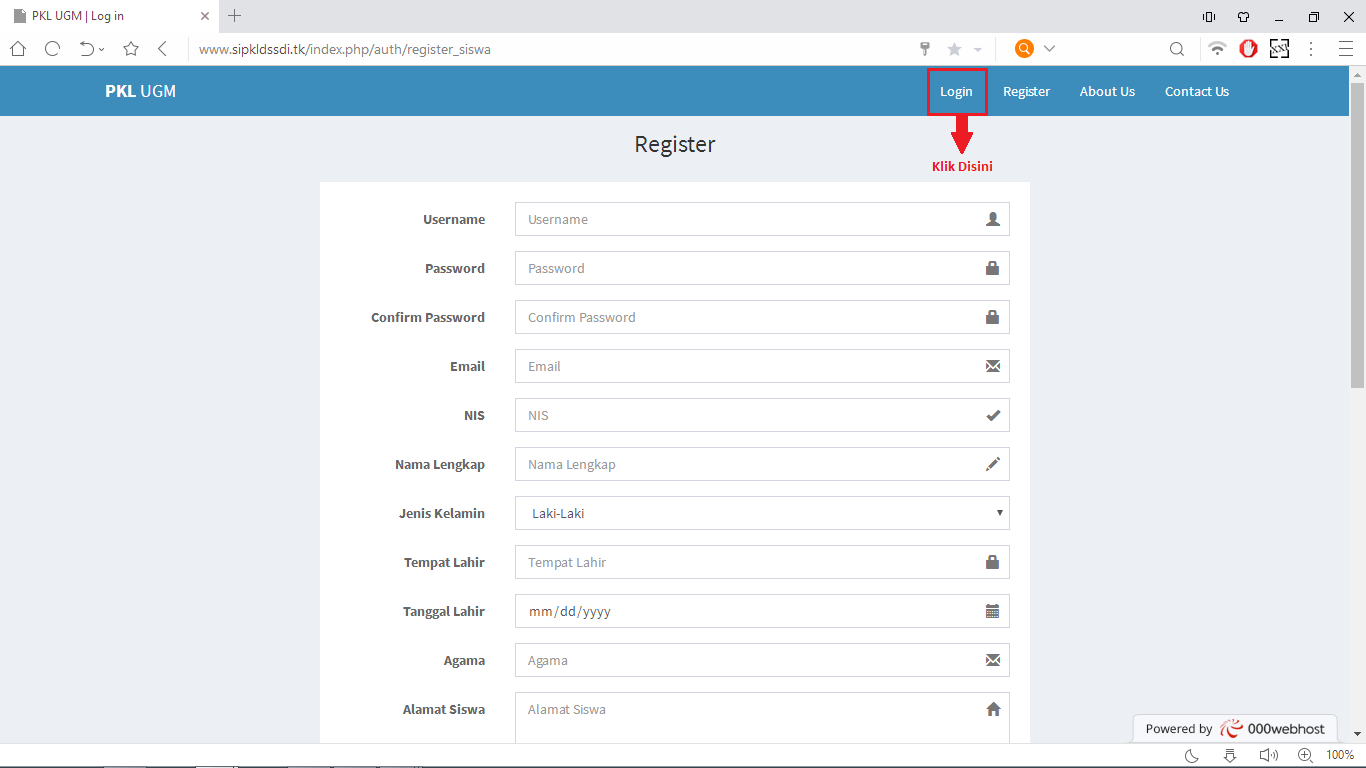 PKL UGM | Log in
www.sipkldssdi.tk/index.php/auth/register_siswa
PKL UGM
Login
Register
About Us
Contact Us
Klik Disini
Register
Username
Username
Password
Password
Confirm Password
Confirm Password
Email
Email
NIS
NIS
Nama Lengkap
Nama Lengkap
Jenis Kelamin
Laki-Laki
Tempat Lahir
Tempat Lahir
Tanggal Lahir
mm/dd/yyyy
Agama
Agama
Alamat Siswa
Alamat Siswa
Powered by 000webhost
100%